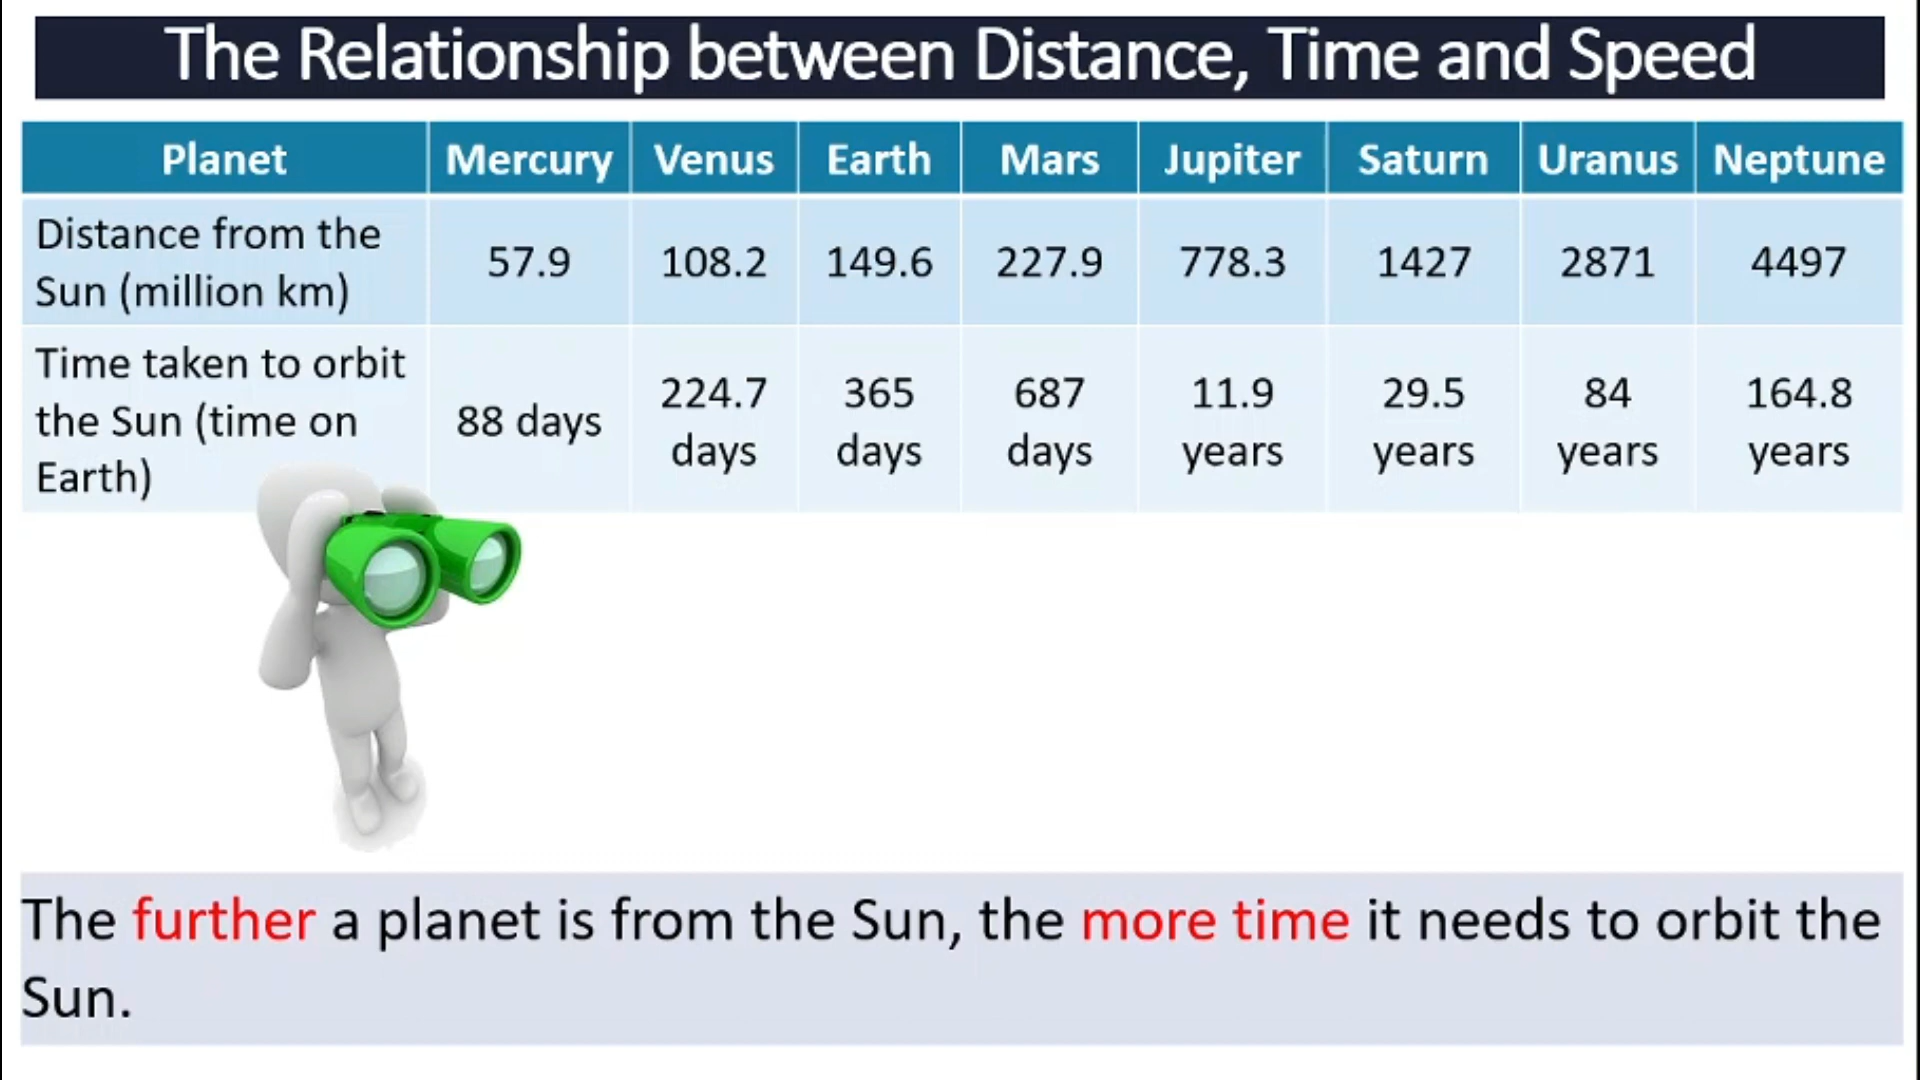 The Relationship between Distance, Time and Speed
Planet Mercury Venus Earth Mars Jupiter Saturn Uranus Neptune
Distance from the
Sun (million km) 57.9 108.2 149.6 227.9 778.3 1427 2871 4497
Time taken to orbit
the Sun (time on
Earth) 88 days 224.7 days 365 days 687 days 11.9 years 29.5 years 84 years 164.8 years
The further a planet is from the Sun, the more time it needs to orbit the
Sun.